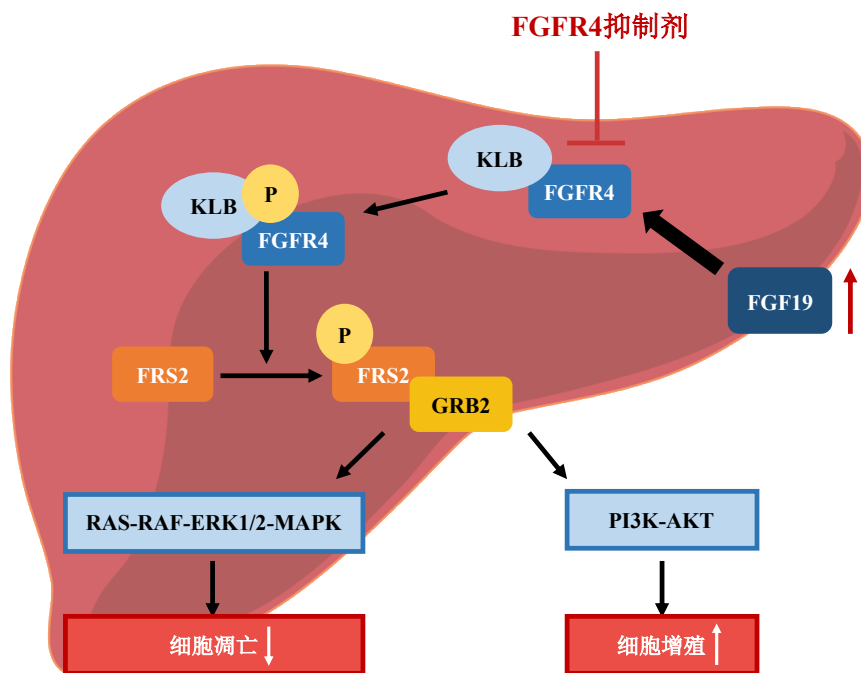 FGFR4抑制剂
KLB
FGFR4
P
KLB
FGFR4
FGF19
P
FRS2
FRS2
GRB2
RAS-RAF-ERK1/2-MAPK
PI3K-AKT
细胞凋亡
细胞增殖